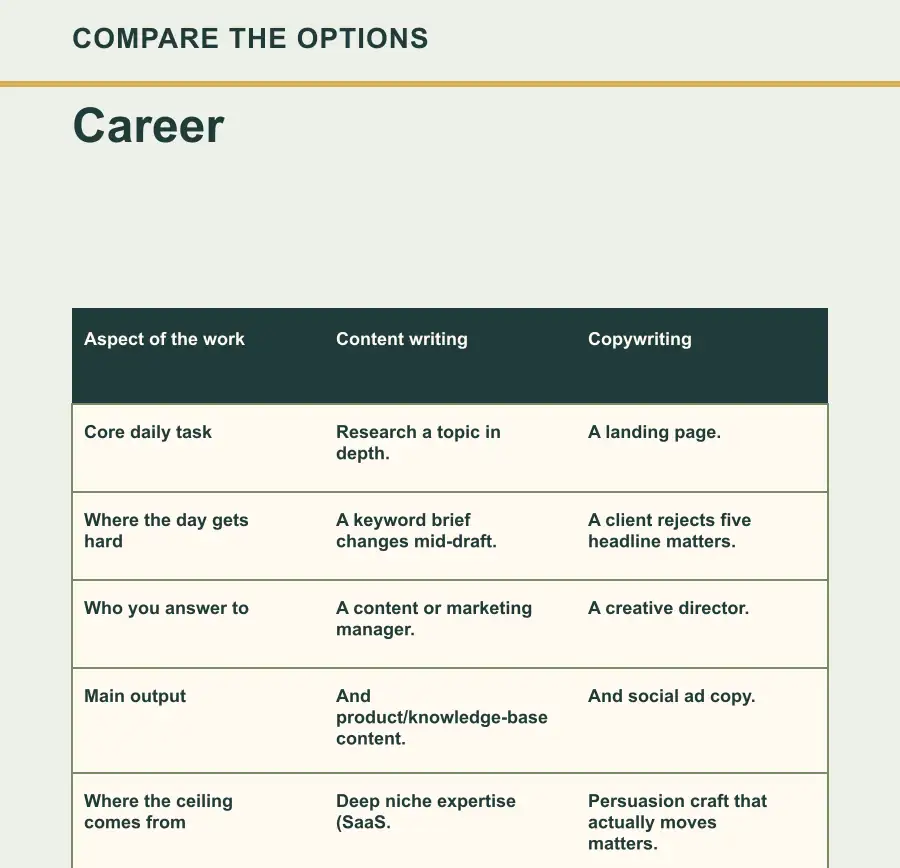 COMPARE THE OPTIONS
Career
Aspect of the work
Content writing
Copywriting
Core daily task
Research a topic in
depth.
A landing page.
Where the day gets
hard
A keyword brief
changes mid-draft.
A client rejects five
headline matters.
Who you answer to
A content or marketing
manager.
A creative director.
Main output
And
product/knowledge-base
content.
And social ad copy.
Where the ceiling
comes from
Deep niche expertise
(SaaS.
Persuasion craft that
actually moves
matters.